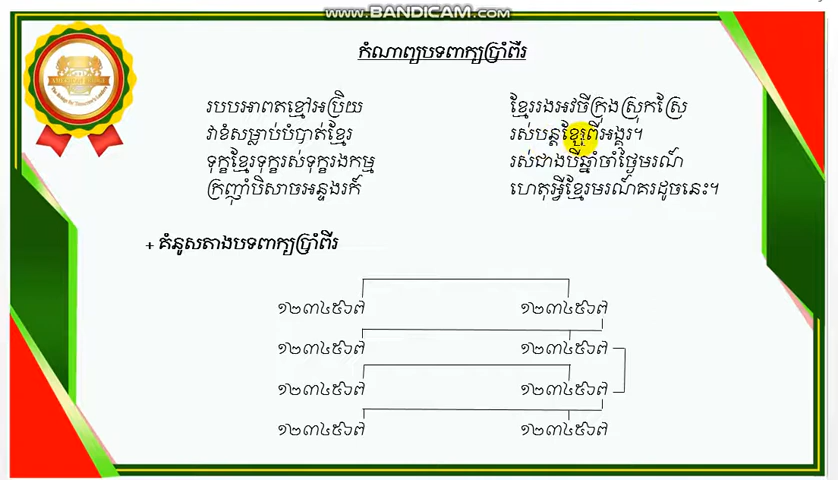 WWW.BANDICAM.COM
កំណាព្យបទពាក្យប្រាំពីរ
របបអាពតខ្មៅអប្រិយ ខ្មែររងអវចីក្រុងស្រុកស្រែ
វាខំសម្លាប់បំបាត់ខ្មែរ រស់បន្តខ្មែរពីអង្គរ។
ទុក្ខខ្មែរទុក្ខរស់ទុក្ខរងកម្ម រស់ជាងបីឆ្នាំចាំថ្ងៃមរណ៍
ក្រញ៉ាំបិសាចអន្ទងរក៍ ហេតុអ្វីខ្មែរមរណ៍គរដូចនេះ។
+ គំនូសតាងបទពាក្យប្រាំពីរ
១២៣៤៥៦៧ ១២៣៤៥៦៧
១២៣៤៥៦៧ ១២៣៤៥៦៧
១២៣៤៥៦៧ ១២៣៤៥៦៧
១២៣៤៥៦៧ ១២៣៤៥៦៧